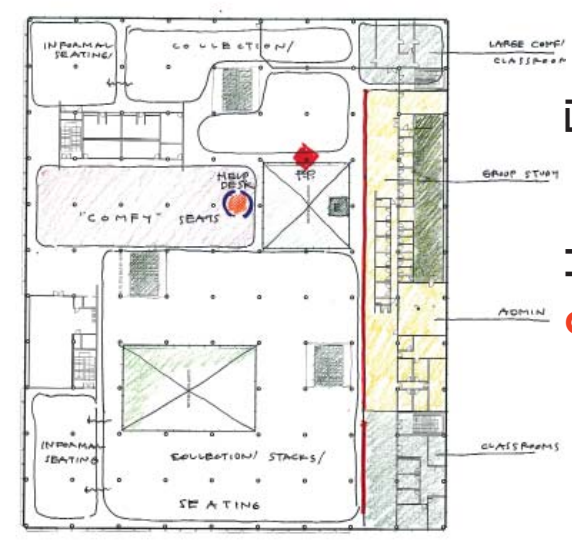 INFORMAL
SEATING/
COLLECTION/
LARGE CONF/
CLASSROOM
GROUP STUDY
HELP
DESK
"COMFY" SEATS
ADMIN
INFORMAL
SEATING
COLLECTION/ STACKS/
SEATING
CLASSROOMS